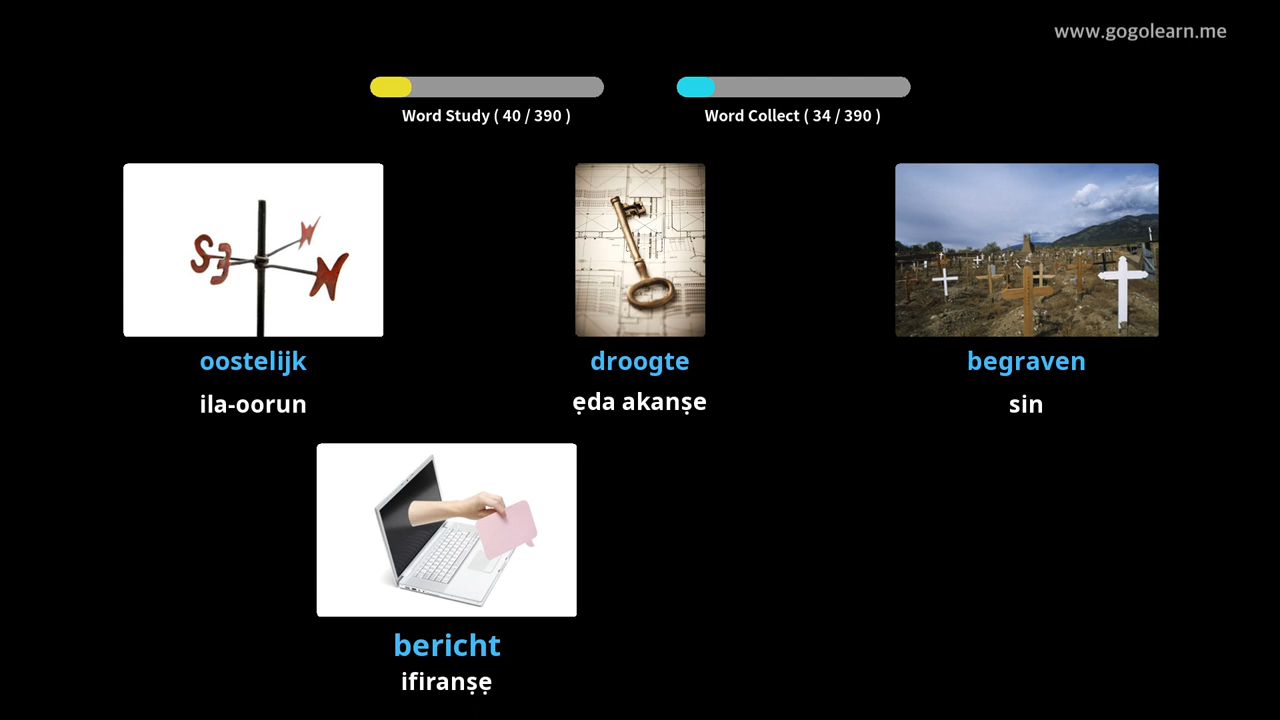 www.gogolearn.me
Word Study ( 40 / 390 )
Word Collect ( 34 / 390 )
S E N W
oostelijk
droogte
begraven
ila-oorun
ẹda akanṣe
sin
bericht
ifiranṣẹ